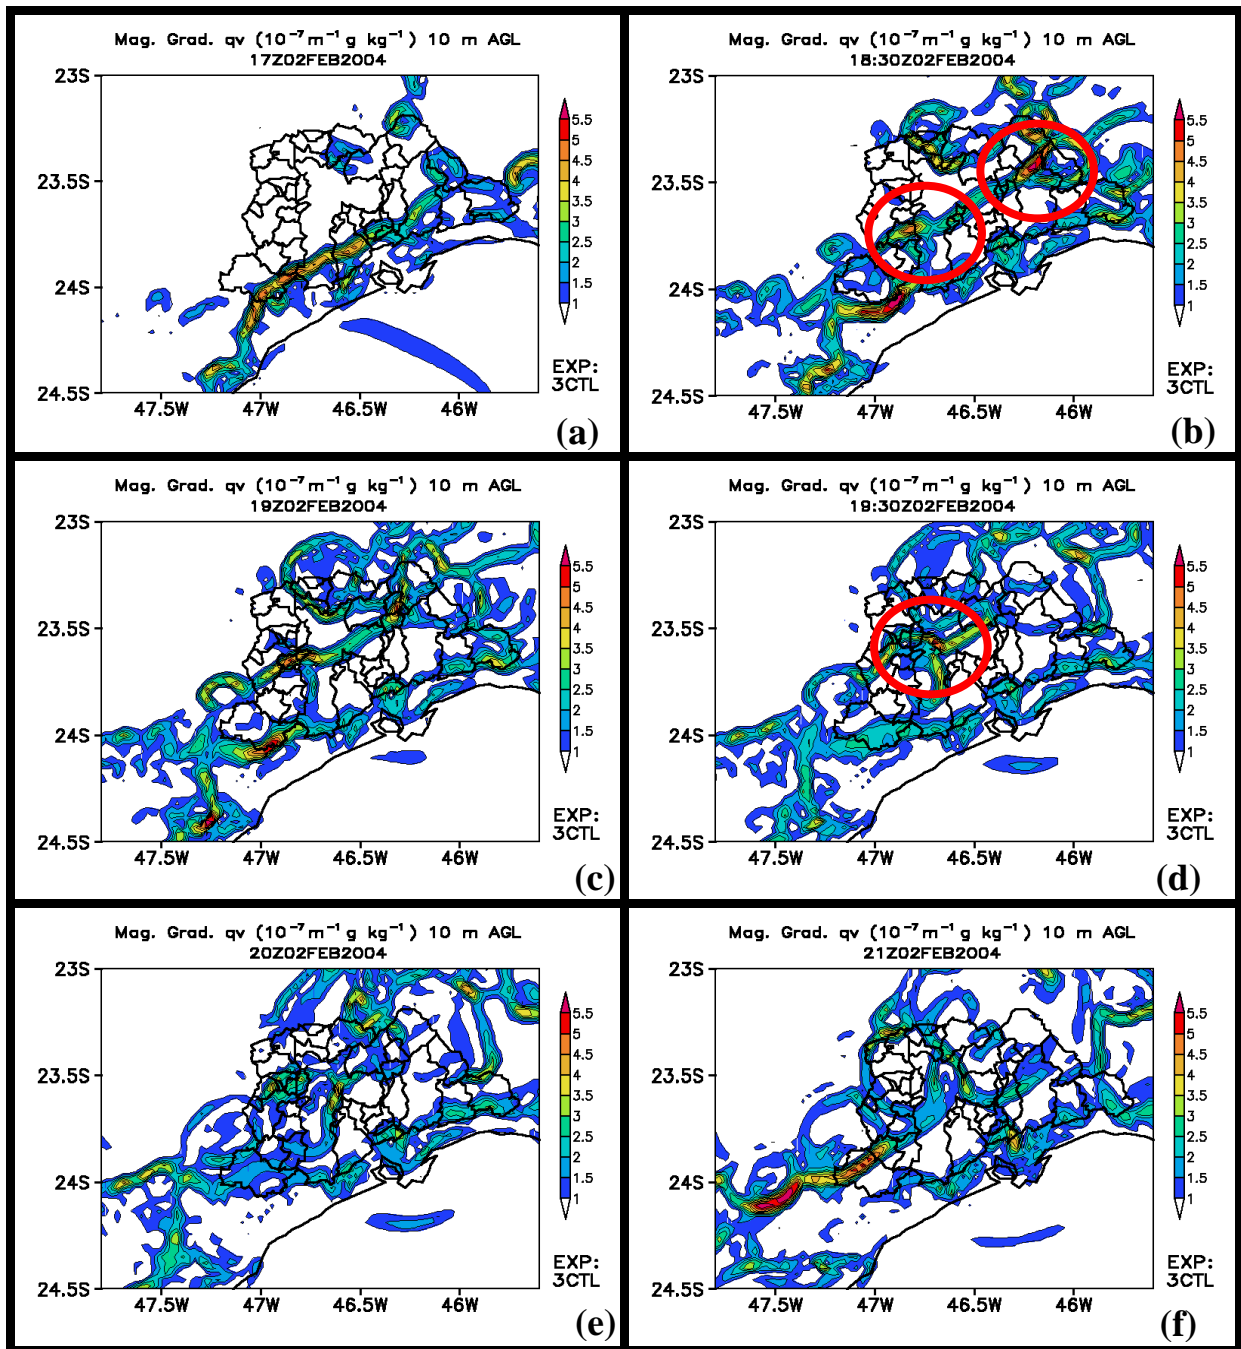 Mag. Grad. qv (10⁻⁷m⁻¹g kg⁻¹) 10 m AGL
17Z02FEB2004
23S
23.5S
24S
24.5S
47.5W 47W 46.5W 46W
5.5
5
4.5
4
3.5
3
2.5
2
1.5
1
EXP:
3CTL
(a)
Mag. Grad. qv (10⁻⁷m⁻¹g kg⁻¹) 10 m AGL
18:30Z02FEB2004
23S
23.5S
24S
24.5S
47.5W 47W 46.5W 46W
5.5
5
4.5
4
3.5
3
2.5
2
1.5
1
EXP:
3CTL
(b)
Mag. Grad. qv (10⁻⁷m⁻¹g kg⁻¹) 10 m AGL
19Z02FEB2004
23S
23.5S
24S
24.5S
47.5W 47W 46.5W 46W
5.5
5
4.5
4
3.5
3
2.5
2
1.5
1
EXP:
3CTL
(c)
Mag. Grad. qv (10⁻⁷m⁻¹g kg⁻¹) 10 m AGL
19:30Z02FEB2004
23S
23.5S
24S
24.5S
47.5W 47W 46.5W 46W
5.5
5
4.5
4
3.5
3
2.5
2
1.5
1
EXP:
3CTL
(d)
Mag. Grad. qv (10⁻⁷m⁻¹g kg⁻¹) 10 m AGL
20Z02FEB2004
23S
23.5S
24S
24.5S
47.5W 47W 46.5W 46W
5.5
5
4.5
4
3.5
3
2.5
2
1.5
1
EXP:
3CTL
(e)
Mag. Grad. qv (10⁻⁷m⁻¹g kg⁻¹) 10 m AGL
21Z02FEB2004
23S
23.5S
24S
24.5S
47.5W 47W 46.5W 46W
5.5
5
4.5
4
3.5
3
2.5
2
1.5
1
EXP:
3CTL
(f)